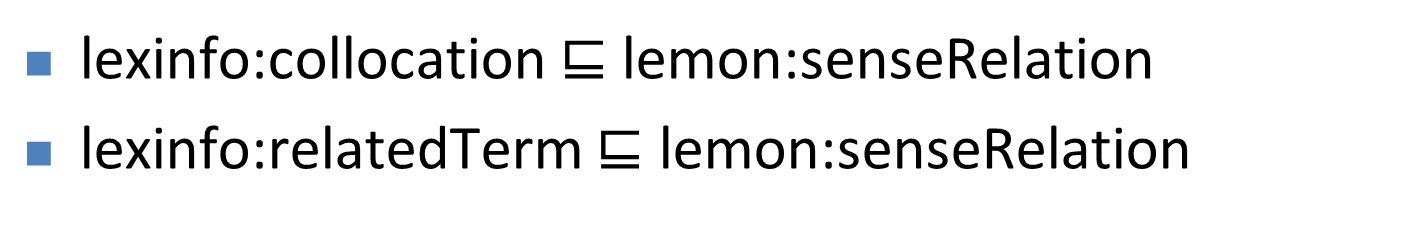 ▪ lexinfo:collocation ⊑ lemon:senseRelation
▪ lexinfo:relatedTerm ⊑ lemon:senseRelation